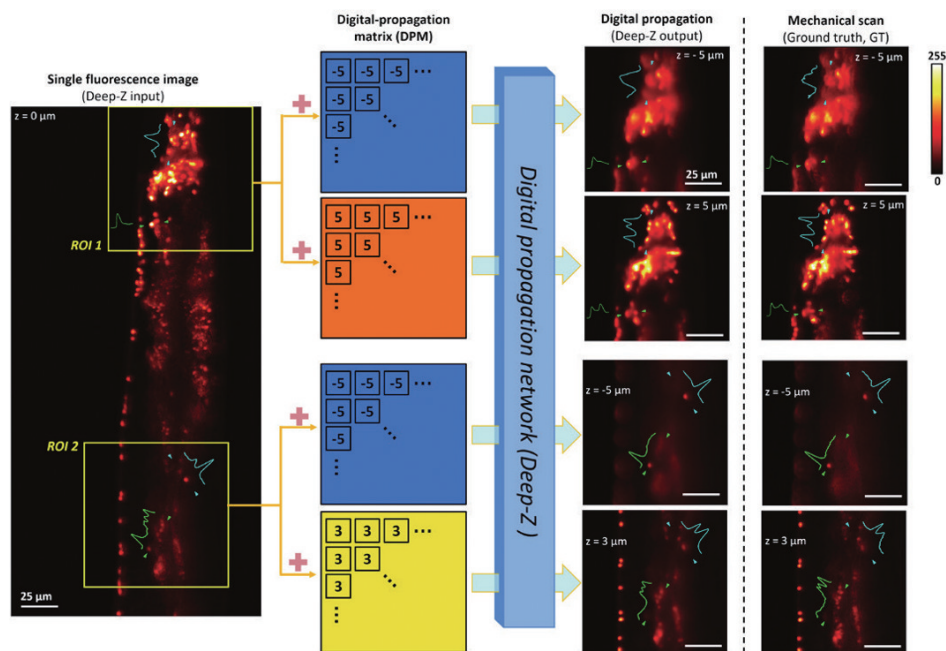 Single fluorescence image
(Deep-Z input)
z = 0 μm
ROI 1
ROI 2
25 μm
Digital-propagation
matrix (DPM)
-5 -5 -5 ...
-5 -5
-5
5 5 5 ...
5 5
5
-5 -5 -5 ...
-5 -5
-5
3 3 3 ...
3 3
3
Digital propagation network (Deep-Z)
Digital propagation
(Deep-Z output)
z = - 5 μm
25 μm
z = 5 μm
z = -5 μm
z = 3 μm
Mechanical scan
(Ground truth, GT)
z = - 5 μm
z = 5 μm
z = -5 μm
z = 3 μm
255
0